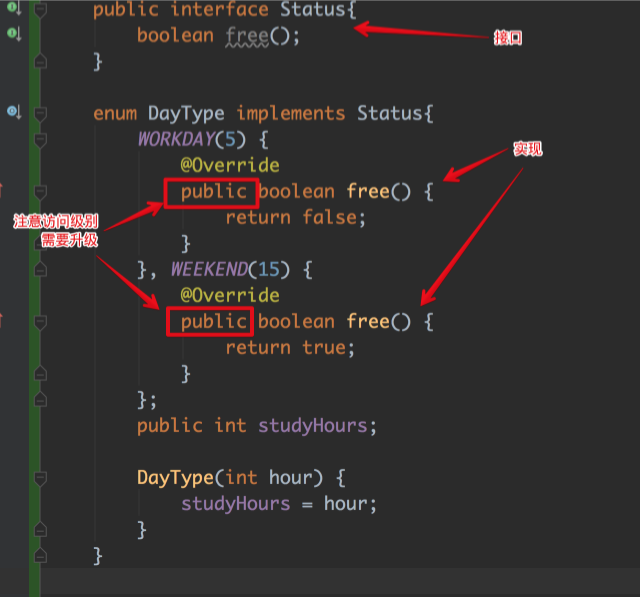 public interface Status{
boolean free();
接口
}
enum DayType implements Status{
WORKDAY(5) {
@Override
实现
public boolean free() {
注意访问级别
需要升级
return false;
}
}, WEEKEND(15) {
@Override
public boolean free() {
return true;
}
};
public int studyHours;
DayType(int hour) {
studyHours = hour;
}
}